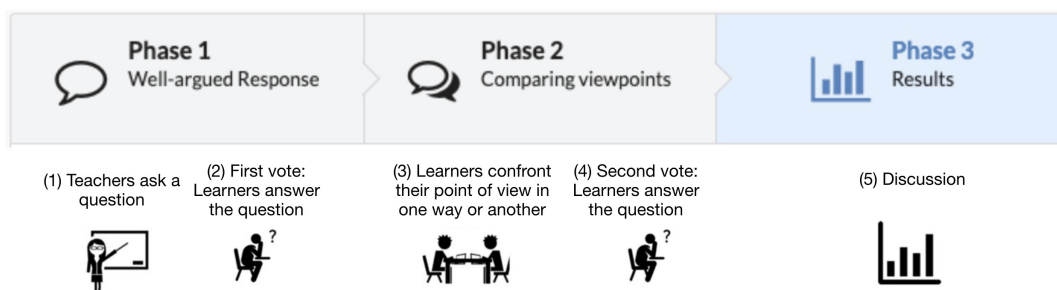 Phase 1
Well-argued Response
Phase 2
Comparing viewpoints
Phase 3
Results
(1) Teachers ask a
question
(2) First vote:
Learners answer
the question
(3) Learners confront
their point of view in
one way or another
(4) Second vote:
Learners answer
the question
(5) Discussion
?
?